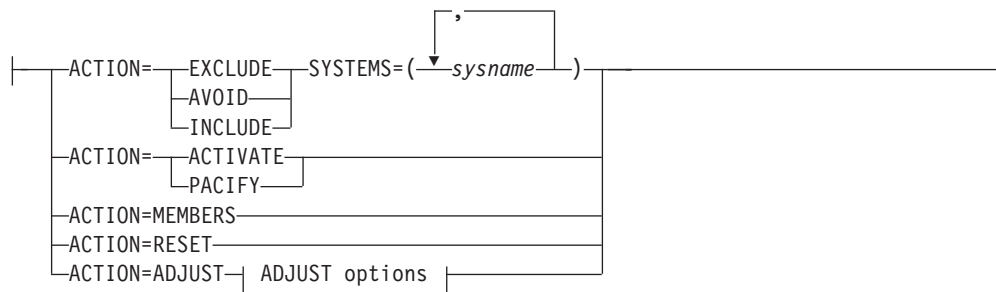 ,
ACTION= EXCLUDE SYSTEMS=( sysname )
AVOID
INCLUDE
ACTION= ACTIVATE
PACIFY
ACTION=MEMBERS
ACTION=RESET
ACTION=ADJUST ADJUST options